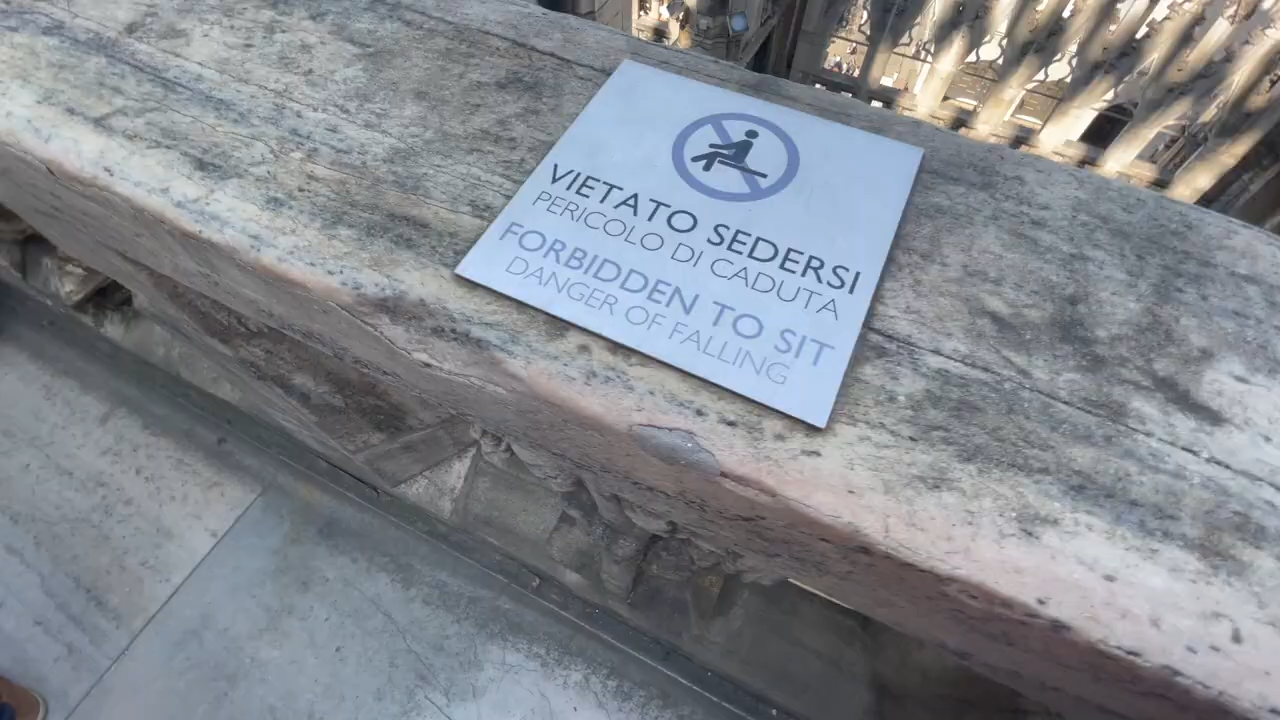 VIETATO SEDERSI
PERICOLO DI CADUTA
FORBIDDEN TO SIT
DANGER OF FALLING